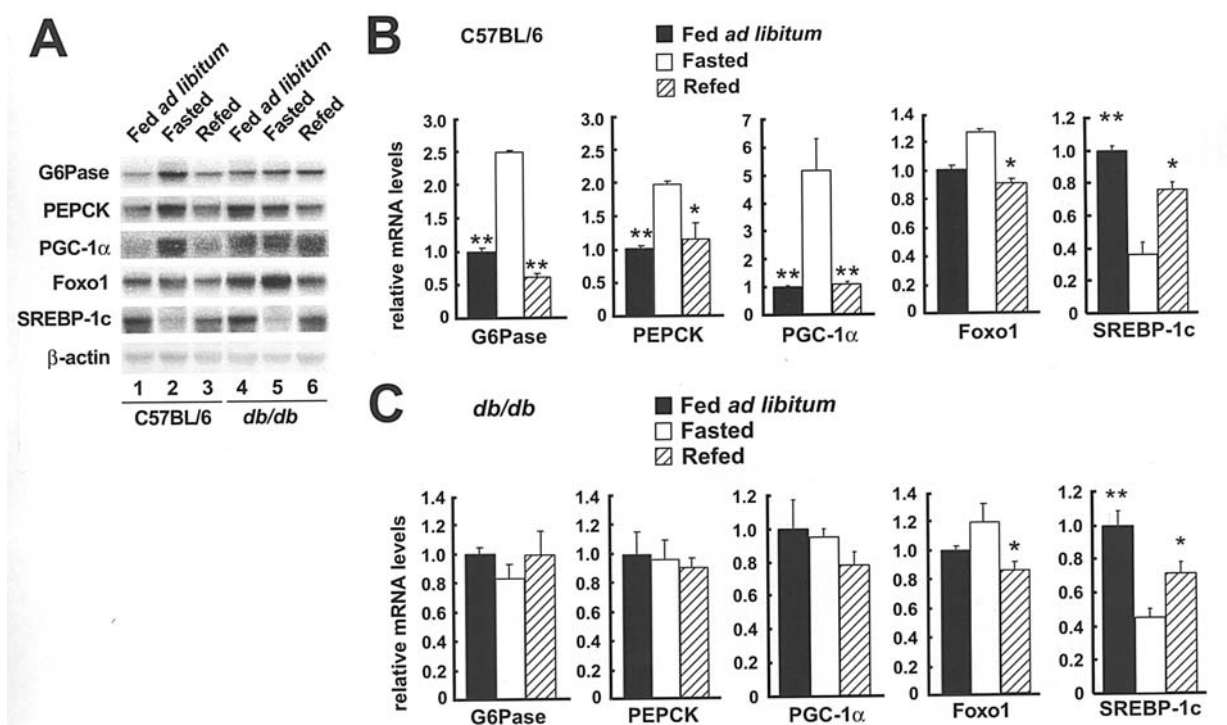 A
Fed ad libitum
Fasted
Refed
Fed ad libitum
Fasted
Refed
G6Pase
PEPCK
PGC-1α
Foxo1
SREBP-1c
β-actin
1 2 3 4 5 6
C57BL/6 db/db
B
C57BL/6
Fed ad libitum
Fasted
Refed
relative mRNA levels
3.0
2.5
2.0
1.5
1.0
0.5
0
** **
G6Pase
3.0
2.5
2.0
1.5
1.0
0.5
0
** *
PEPCK
7
6
5
4
3
2
1
0
** **
PGC-1α
1.4
1.2
1.0
0.8
0.6
0.4
0.2
0
*
Foxo1
1.2
1.0
0.8
0.6
0.4
0.2
0
** *
SREBP-1c
C
db/db
Fed ad libitum
Fasted
Refed
relative mRNA levels
1.4
1.2
1.0
0.8
0.6
0.4
0.2
0
G6Pase
1.4
1.2
1.0
0.8
0.6
0.4
0.2
0
PEPCK
1.4
1.2
1.0
0.8
0.6
0.4
0.2
0
PGC-1α
1.4
1.2
1.0
0.8
0.6
0.4
0.2
0
*
Foxo1
1.2
1.0
0.8
0.6
0.4
0.2
0
** *
SREBP-1c